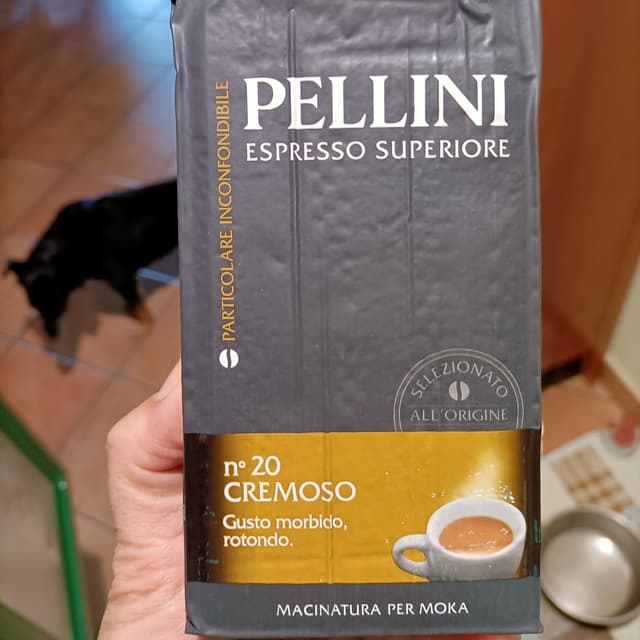 PELLINI
ESPRESSO SUPERIORE
PARTICOLARE INCONFONDIBILE
SELEZIONATO
ALL'ORIGINE
n° 20
CREMOSO
Gusto morbido,
rotondo.
MACINATURA PER MOKA